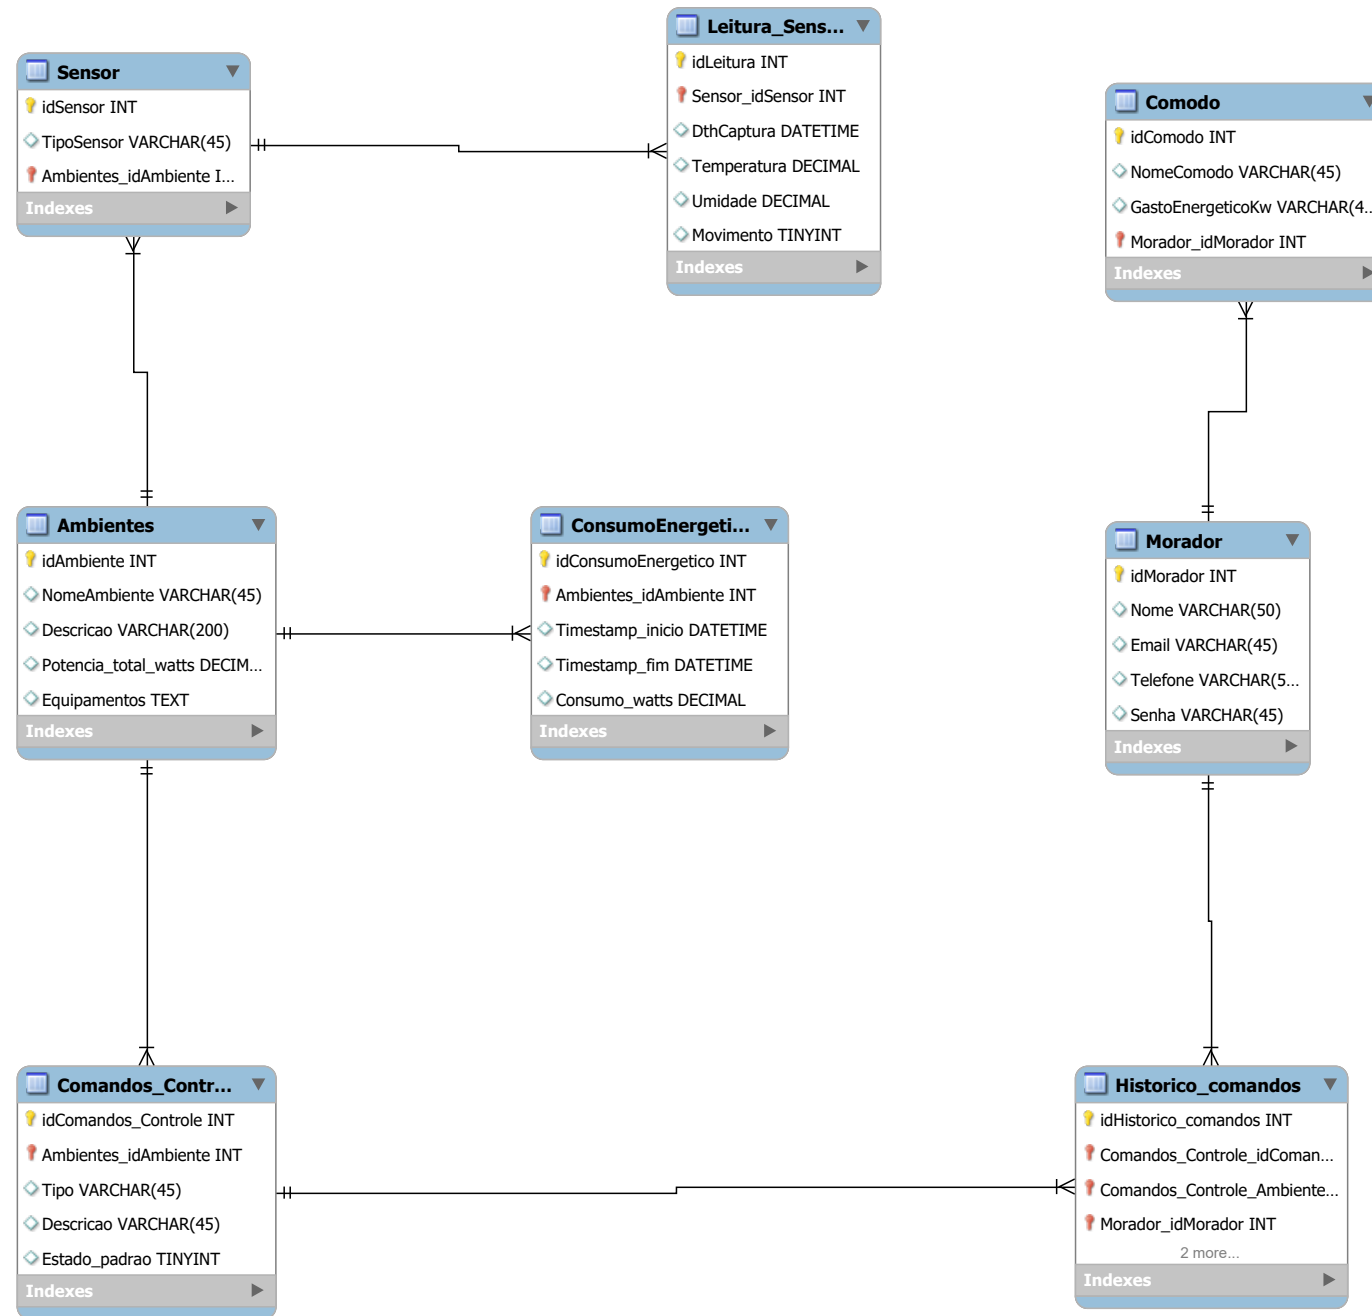 Sensor
idSensor INT
TipoSensor VARCHAR(45)
Ambientes_idAmbiente I...
Indexes
Leitura_Sens...
idLeitura INT
Sensor_idSensor INT
DthCaptura DATETIME
Temperatura DECIMAL
Umidade DECIMAL
Movimento TINYINT
Indexes
Comodo
idComodo INT
NomeComodo VARCHAR(45)
GastoEnergeticoKw VARCHAR(4...
Morador_idMorador INT
Indexes
Ambientes
idAmbiente INT
NomeAmbiente VARCHAR(45)
Descricao VARCHAR(200)
Potencia_total_watts DECIM...
Equipamentos TEXT
Indexes
ConsumoEnergeti...
idConsumoEnergetico INT
Ambientes_idAmbiente INT
Timestamp_inicio DATETIME
Timestamp_fim DATETIME
Consumo_watts DECIMAL
Indexes
Morador
idMorador INT
Nome VARCHAR(50)
Email VARCHAR(45)
Telefone VARCHAR(5...
Senha VARCHAR(45)
Indexes
Comandos_Contr...
idComandos_Controle INT
Ambientes_idAmbiente INT
Tipo VARCHAR(45)
Descricao VARCHAR(45)
Estado_padrao TINYINT
Indexes
Historico_comandos
idHistorico_comandos INT
Comandos_Controle_idComan...
Comandos_Controle_Ambiente...
Morador_idMorador INT
2 more...
Indexes